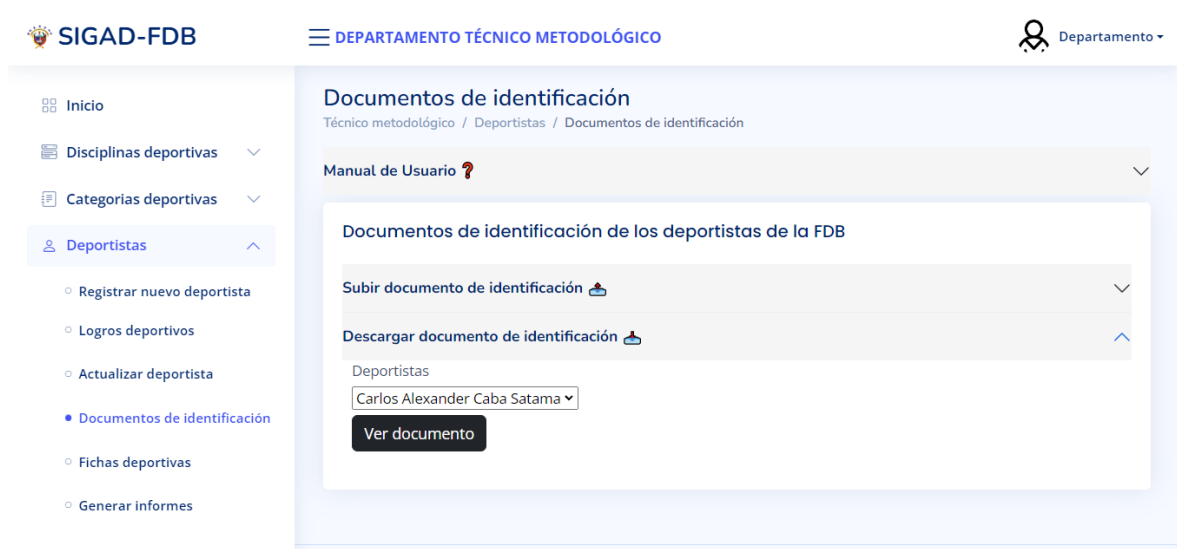 SIGAD-FDB
DEPARTAMENTO TÉCNICO METODOLÓGICO
Departamento
Inicio
Disciplinas deportivas
Categorias deportivas
Deportistas
Registrar nuevo deportista
Logros deportivos
Actualizar deportista
Documentos de identificación
Fichas deportivas
Generar informes
Documentos de identificación
Técnico metodológico / Deportistas / Documentos de identificación
Manual de Usuario ❓
Documentos de identificación de los deportistas de la FDB
Subir documento de identificación
Descargar documento de identificación
Deportistas
Carlos Alexander Caba Satama
Ver documento